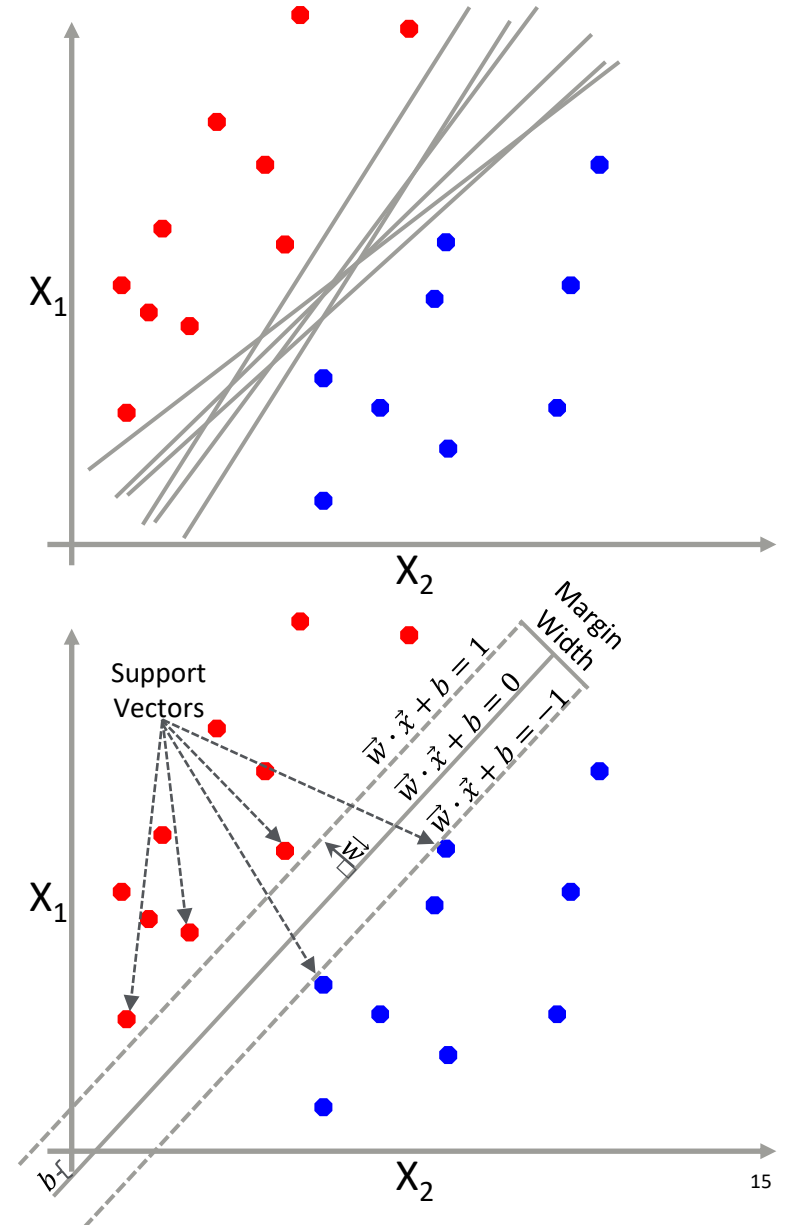 X₁
X₂
Margin
Width
Support
Vectors
w⃗ · x⃗ + b = 1
w⃗ · x⃗ + b = 0
w⃗ · x⃗ + b = −1
w⃗
X₁
b
X₂
15